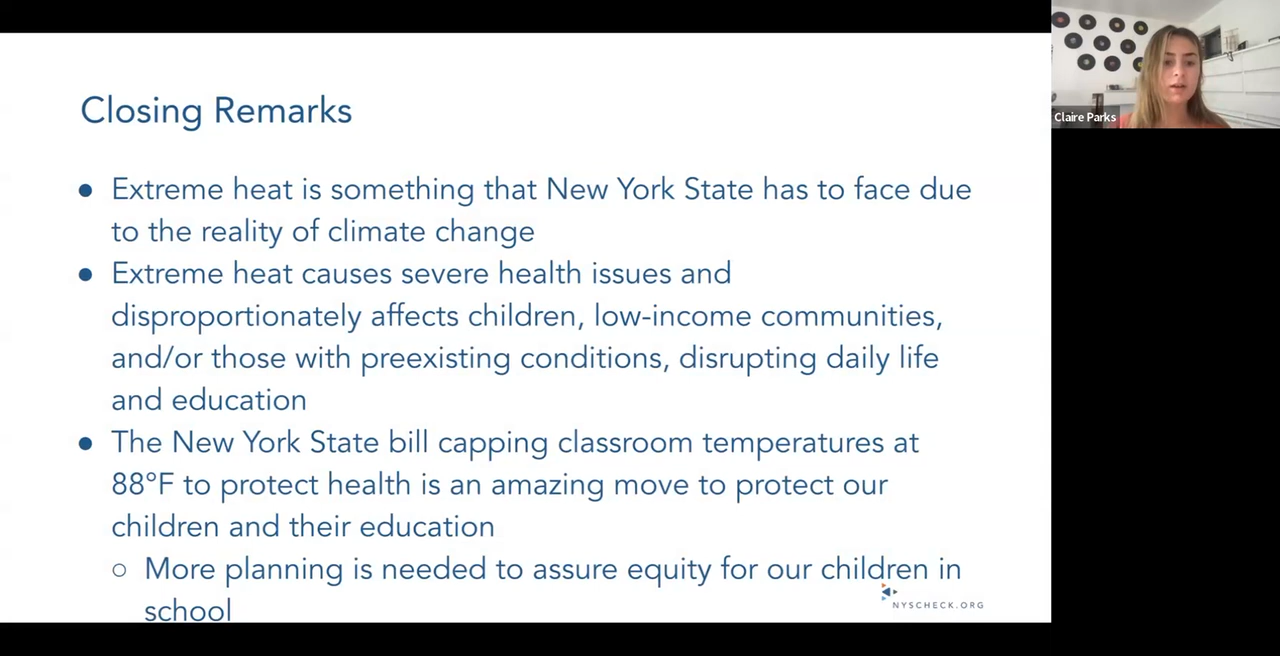 Closing Remarks
● Extreme heat is something that New York State has to face due
to the reality of climate change
● Extreme heat causes severe health issues and
disproportionately affects children, low-income communities,
and/or those with preexisting conditions, disrupting daily life
and education
● The New York State bill capping classroom temperatures at
88°F to protect health is an amazing move to protect our
children and their education
○ More planning is needed to assure equity for our children in
school
NYSCHECK.ORG
Claire Parks